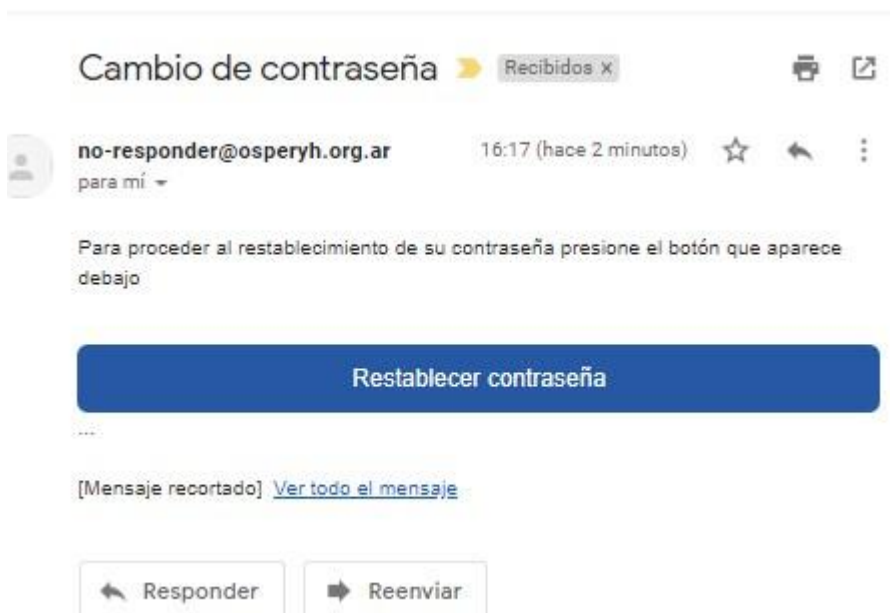 Cambio de contraseña Recibidos x
no-responder@osperyh.org.ar 16:17 (hace 2 minutos)
para mí
Para proceder al restablecimiento de su contraseña presione el botón que aparece
debajo
Restablecer contraseña
...
[Mensaje recortado] Ver todo el mensaje
Responder Reenviar